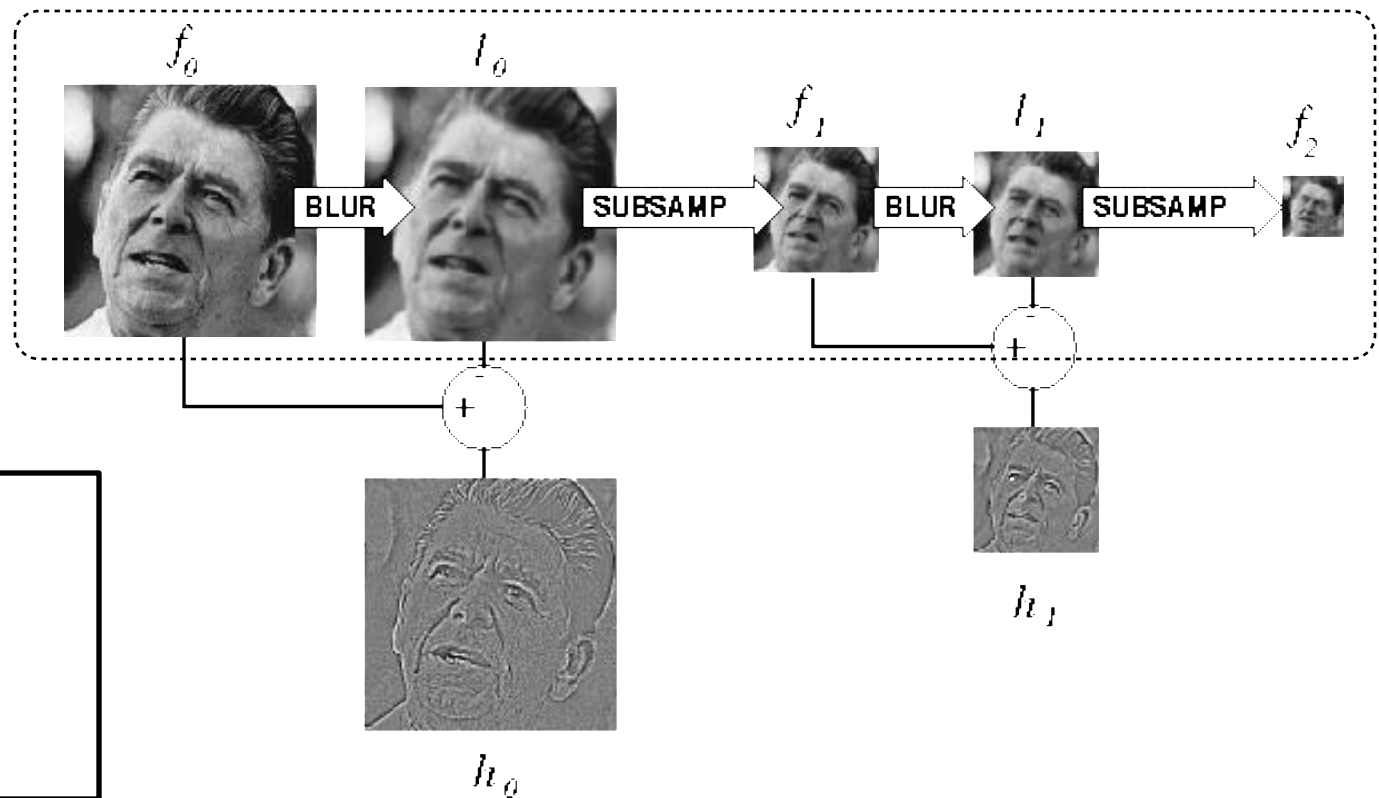 f₀
l₀
f₁
l₁
f₂
BLUR
SUBSAMP
BLUR
SUBSAMP
-
+
-
+
h₀
h₁